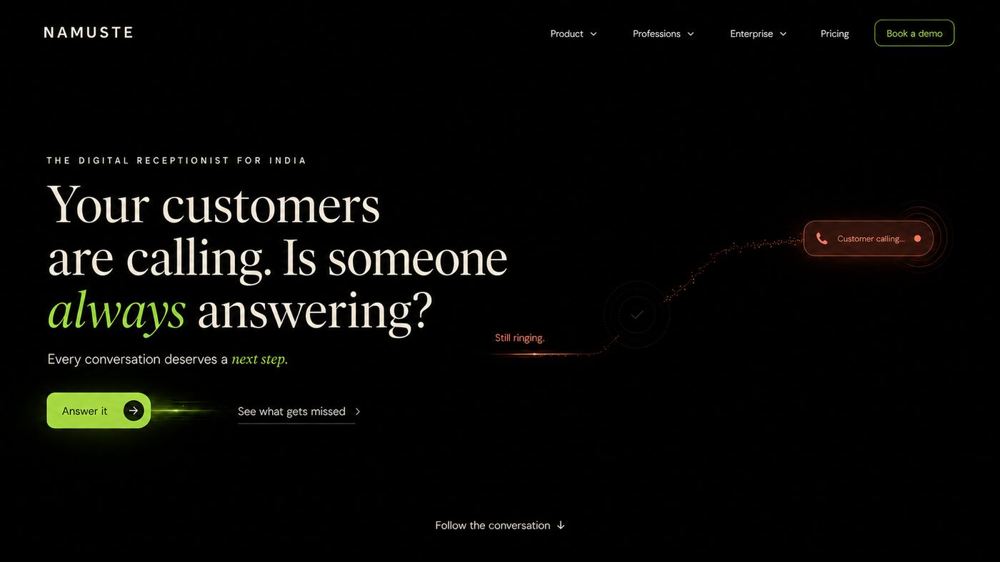 NAMUSTE
Product
Professions
Enterprise
Pricing
Book a demo
THE DIGITAL RECEPTIONIST FOR INDIA
Your customers
are calling. Is someone
always answering?
Every conversation deserves a next step.
Answer it
See what gets missed
Customer calling...
Still ringing.
Follow the conversation